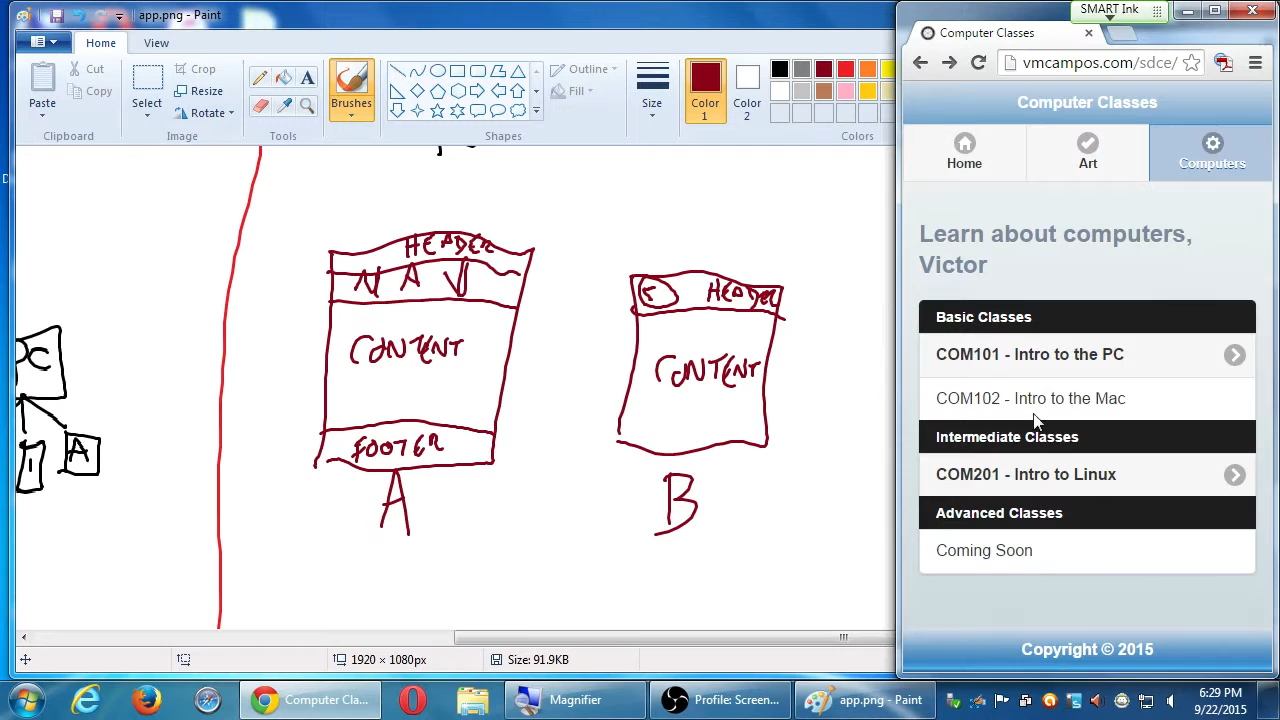 app.png - Paint
Home
View
Paste
Cut
Copy
Clipboard
Select
Crop
Resize
Rotate
Image
A
Tools
Brushes
Outline
Fill
Shapes
Size
Color 1
Color 2
Colors
HEADER
NAV
CONTENT
FOOTER
A
HEADER
CONTENT
B
C
A
1920 × 1080px
Size: 91.9KB
SMART Ink
Computer Classes
vmcampos.com/sdce/
Computer Classes
Home
Art
Computers
Learn about computers,
Victor
Basic Classes
COM101 - Intro to the PC
COM102 - Intro to the Mac
Intermediate Classes
COM201 - Intro to Linux
Advanced Classes
Coming Soon
Copyright © 2015
Computer Cla...
Magnifier
Profile: Screen...
app.png - Paint
6:29 PM
9/22/2015